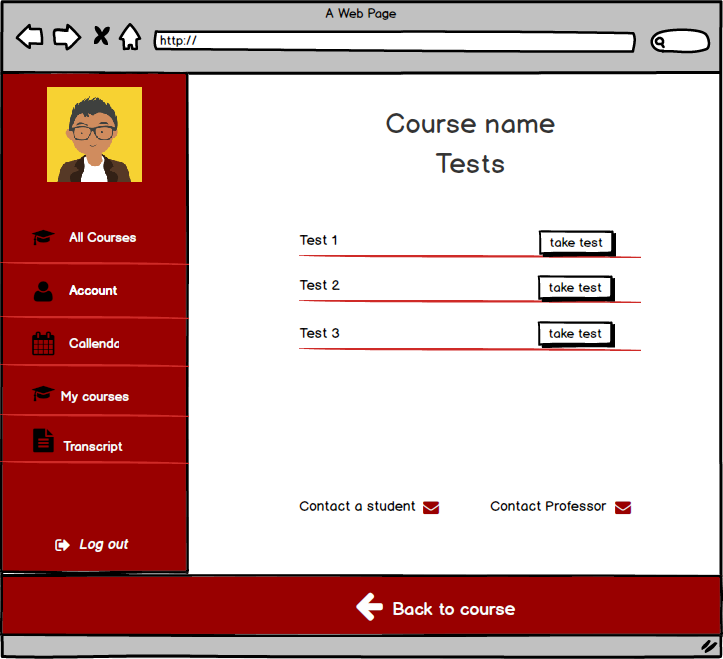 A Web Page
http://
Course name
Tests
All Courses
Account
Callenda
My courses
Transcript
Log out
Test 1
take test
Test 2
take test
Test 3
take test
Contact a student
Contact Professor
Back to course